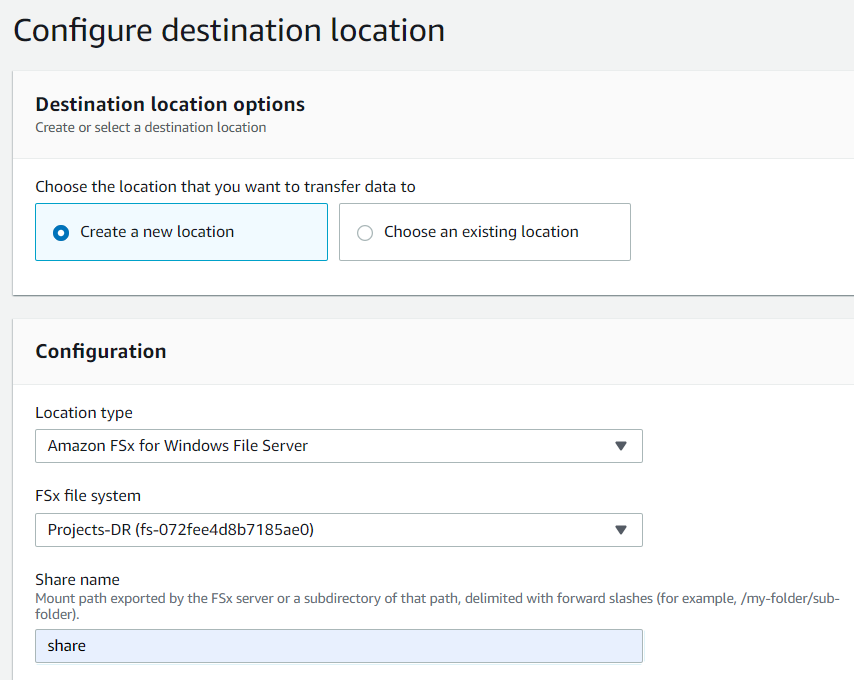 Configure destination location
Destination location options
Create or select a destination location
Choose the location that you want to transfer data to
Create a new location
Choose an existing location
Configuration
Location type
Amazon FSx for Windows File Server
FSx file system
Projects-DR (fs-072fee4d8b7185ae0)
Share name
Mount path exported by the FSx server or a subdirectory of that path, delimited with forward slashes (for example, /my-folder/sub-
folder).
share